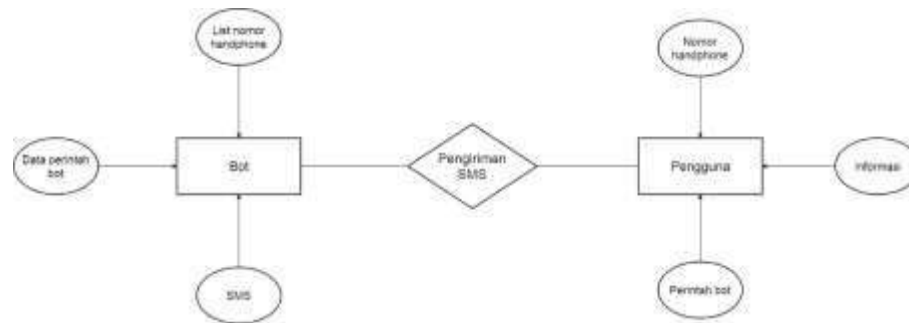 List nomor
handphone
Nomor
handphone
Data perintah
bot
Bot
Pengiriman
SMS
Pengguna
Informasi
SMS
Perintah bot